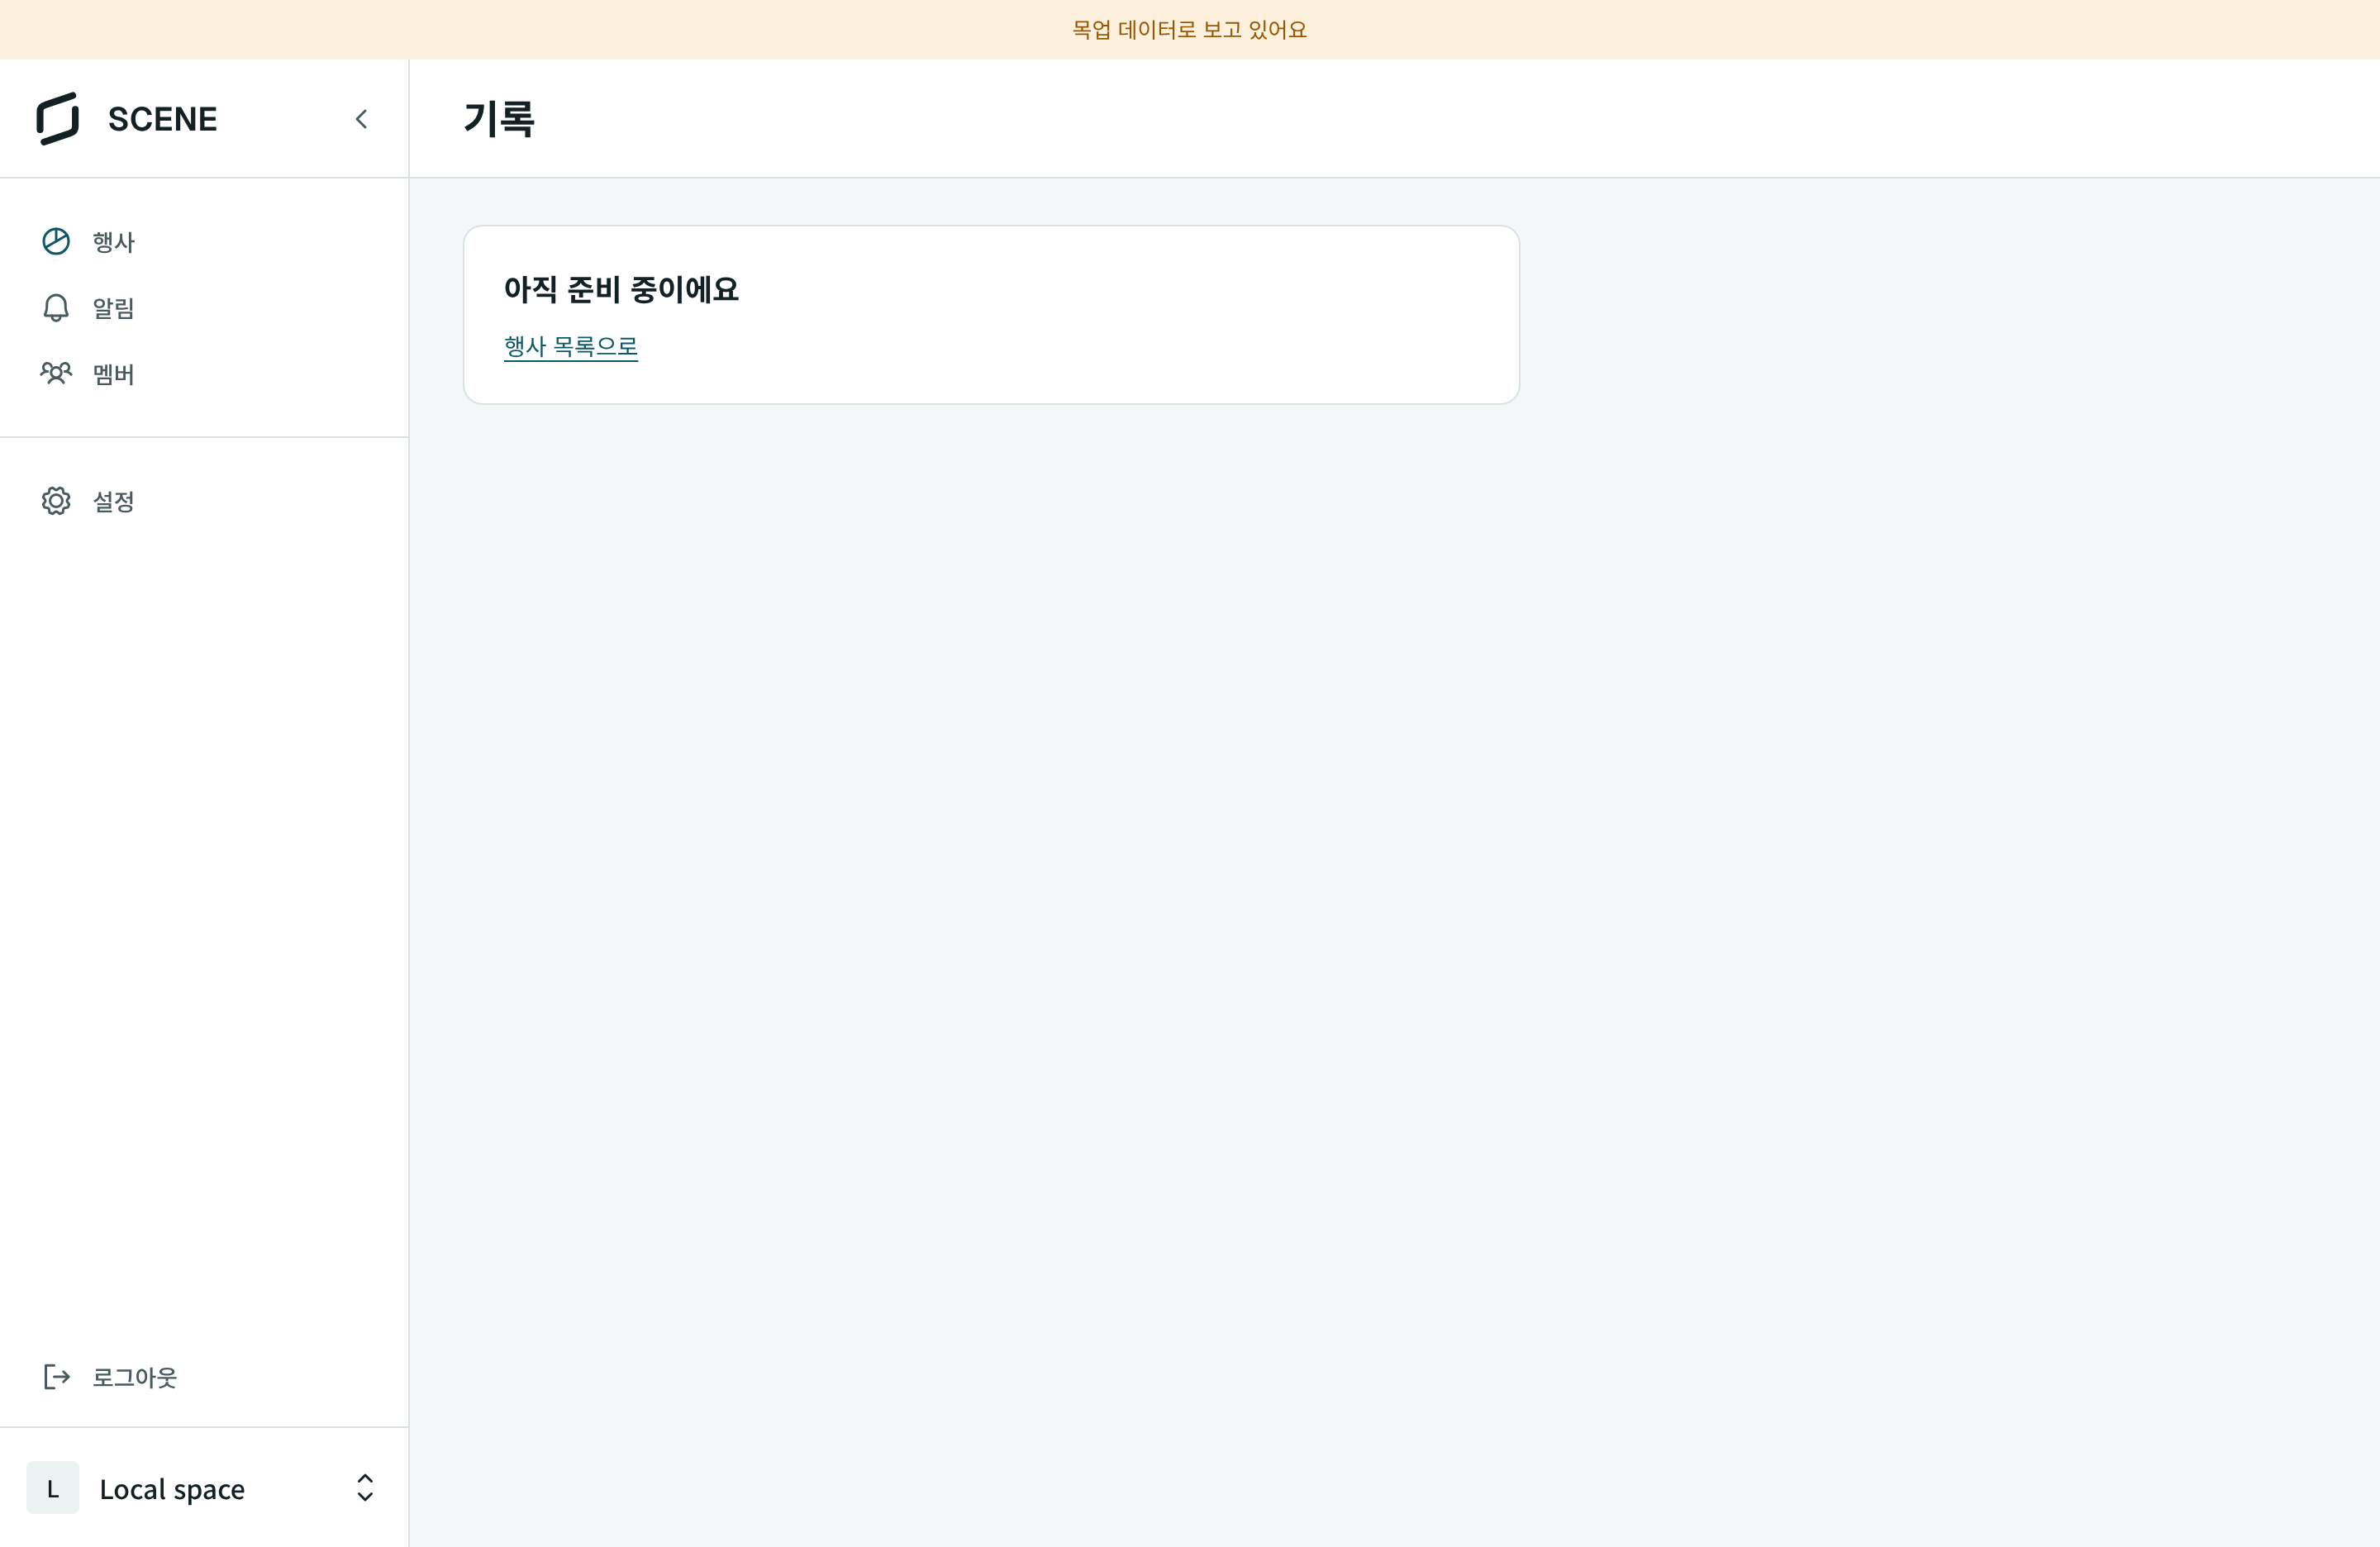 목업 데이터로 보고 있어요
SCENE
기록
행사
알림
멤버
아직 준비 중이에요
행사 목록으로
설정
로그아웃
L
Local space